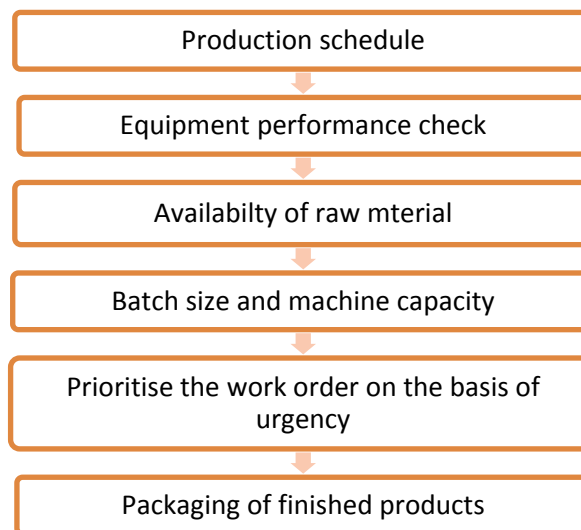 Production schedule
Equipment performance check
Availabilty of raw mterial
Batch size and machine capacity
Prioritise the work order on the basis of
urgency
Packaging of finished products